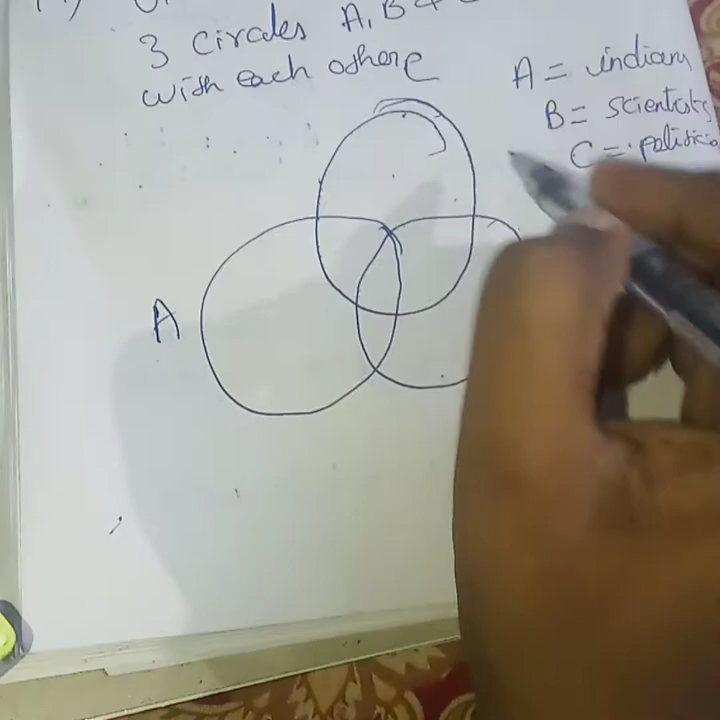 3 circles A, B &
with each othere
A = indian
B = scientists
C =
A